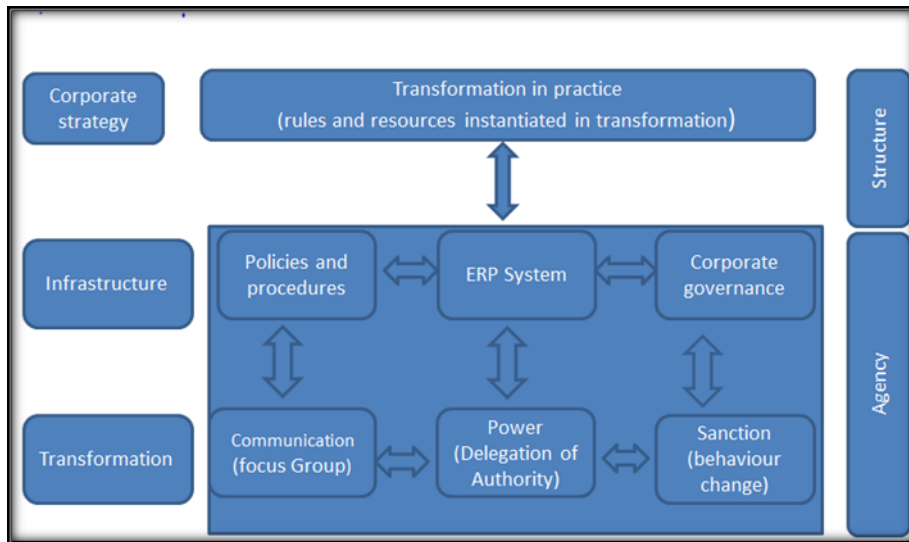 Corporate
strategy
Transformation in practice
(rules and resources instantiated in transformation)
Structure
Infrastructure
Policies and
procedures
ERP System
Corporate
governance
Agency
Transformation
Communication
(focus Group)
Power
(Delegation of
Authority)
Sanction
(behaviour
change)